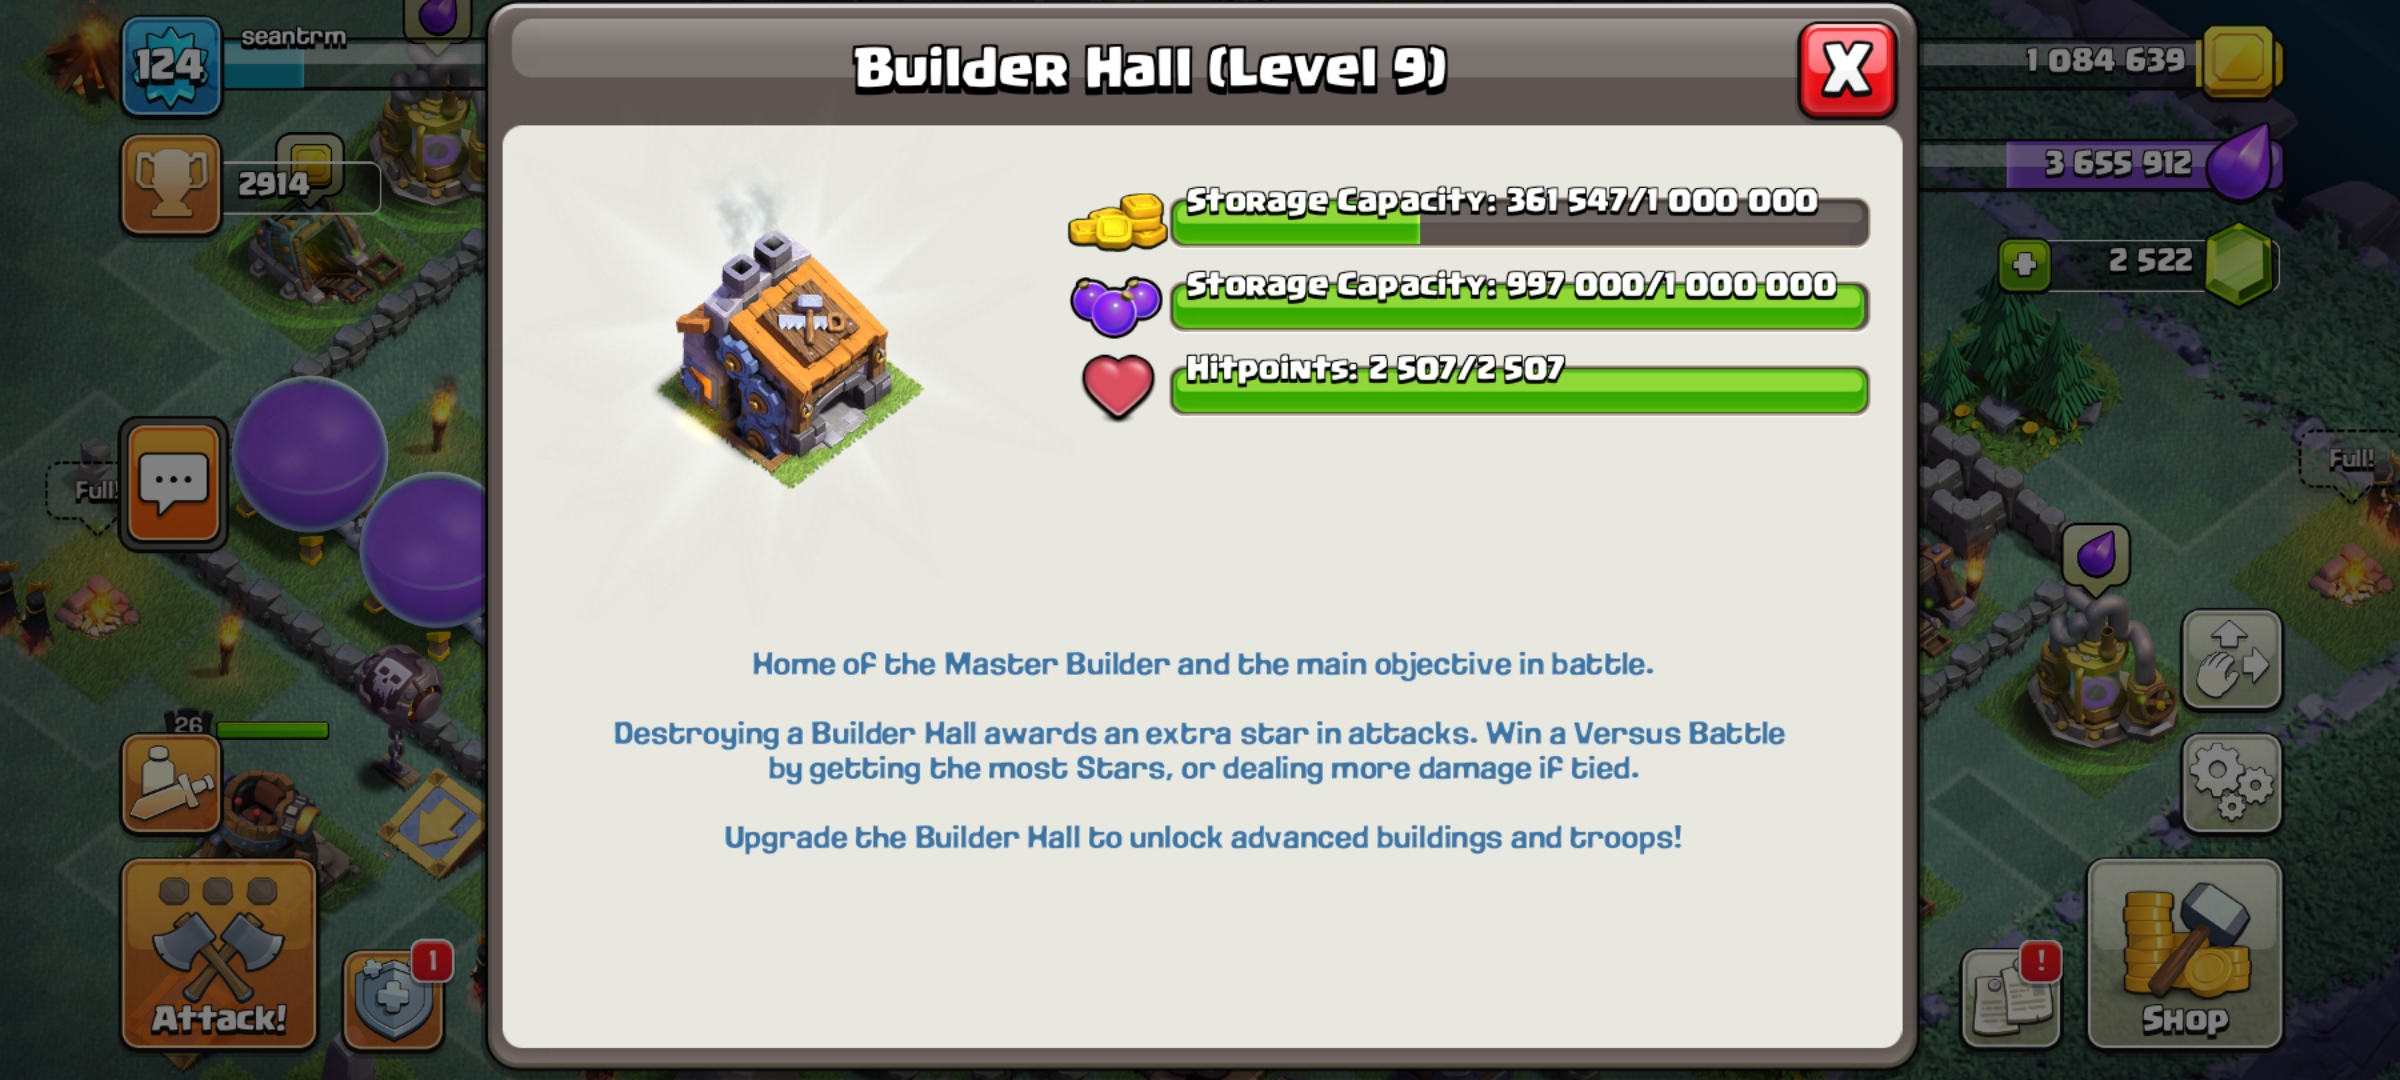 124
seantrm
Builder Hall (Level 9)
X
1 084 639
2914
Storage Capacity: 361 547/1 000 000
3 655 912
Storage Capacity: 997 000/1 000 000
2 522
Hitpoints: 2 507/2 507
Full!
Full!
Home of the Master Builder and the main objective in battle.
Destroying a Builder Hall awards an extra star in attacks. Win a Versus Battle
by getting the most Stars, or dealing more damage if tied.
26
Upgrade the Builder Hall to unlock advanced buildings and troops!
1
!
Attack!
Shop